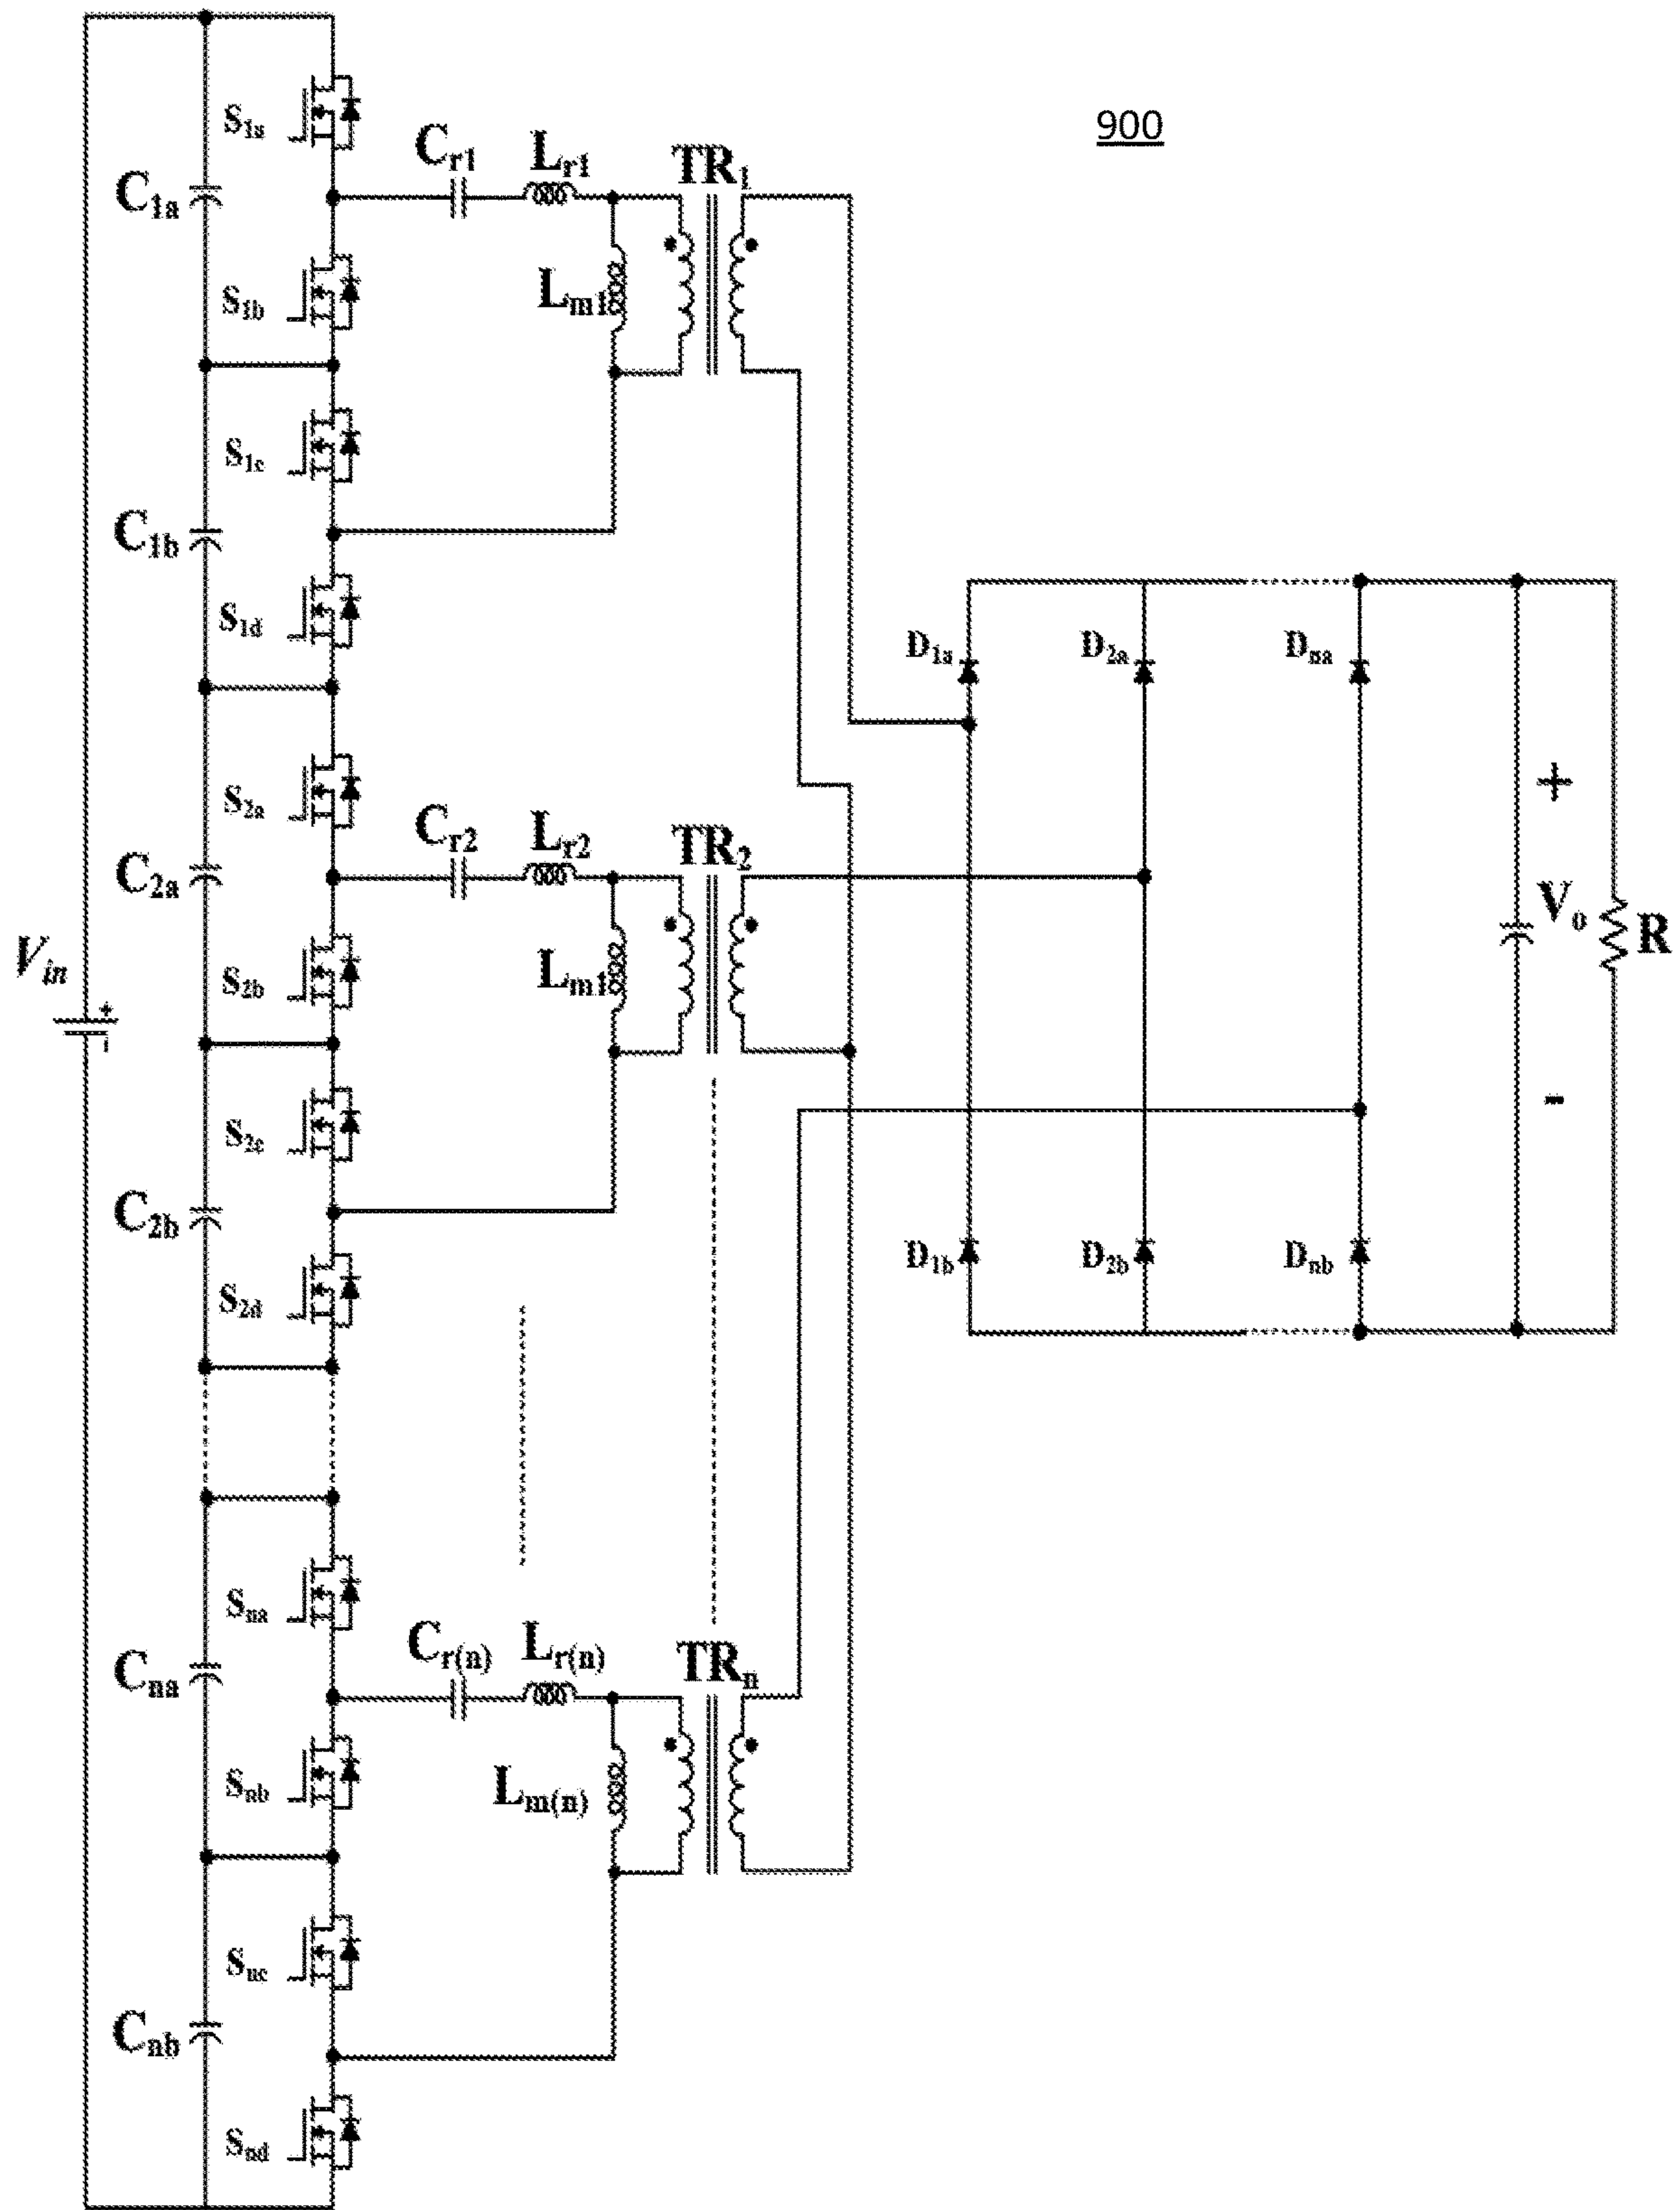 900
S1a
C1a
Cr1
Lr1
TR1
S1b
Lm1
S1c
C1b
S1d
D1a
D2a
Dna
S2a
Cr2
Lr2
TR2
C2a
Vin
+
-
S2b
Lm1
+
Vo
-
R
S2c
C2b
S2d
D1b
D2b
Dnb
Sna
Cna
Cr(n)
Lr(n)
TRn
Snb
Lm(n)
Snc
Cnb
Snd